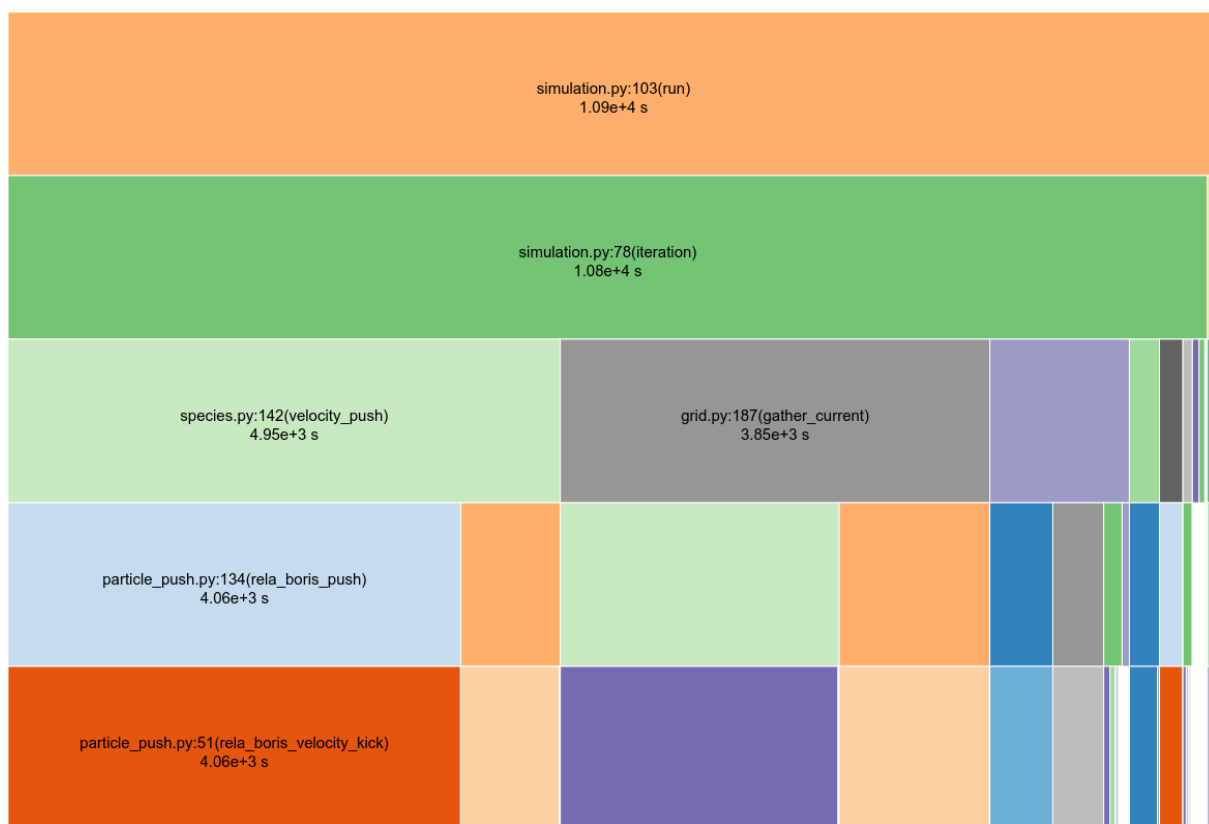 simulation.py:103(run)
1.09e+4 s
simulation.py:78(iteration)
1.08e+4 s
species.py:142(velocity_push)
4.95e+3 s
grid.py:187(gather_current)
3.85e+3 s
particle_push.py:134(rela_boris_push)
4.06e+3 s
particle_push.py:51(rela_boris_velocity_kick)
4.06e+3 s